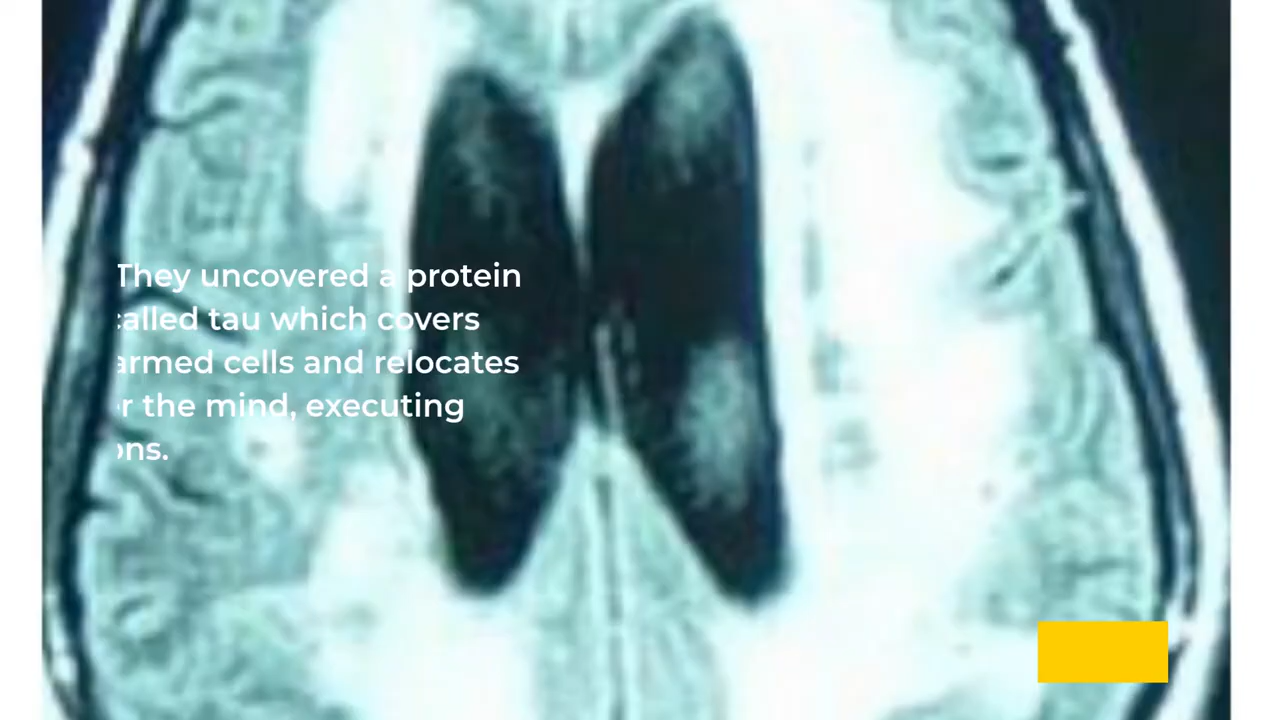 They uncovered a protein
called tau which covers
armed cells and relocates
r the mind, executing
ons.